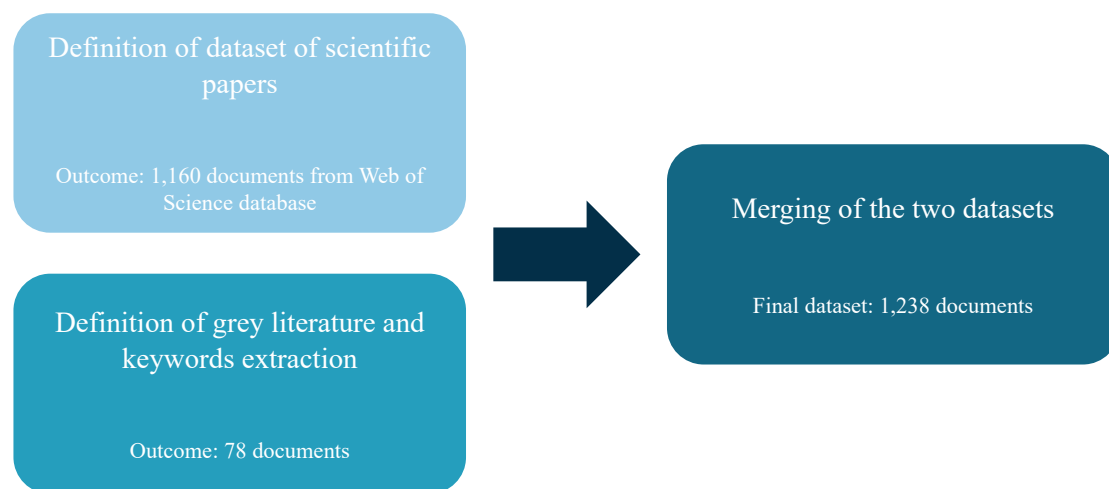 Definition of dataset of scientific
papers
Outcome: 1,160 documents from Web of
Science database
Definition of grey literature and
keywords extraction
Outcome: 78 documents
Merging of the two datasets
Final dataset: 1,238 documents